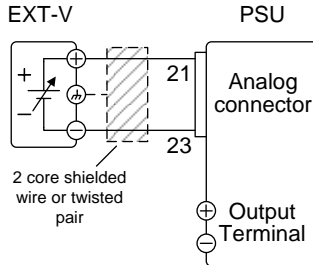 EXT-V
PSU
+
−
+
−
21
23
Analog
connector
2 core shielded
wire or twisted
pair
+
−
Output
Terminal